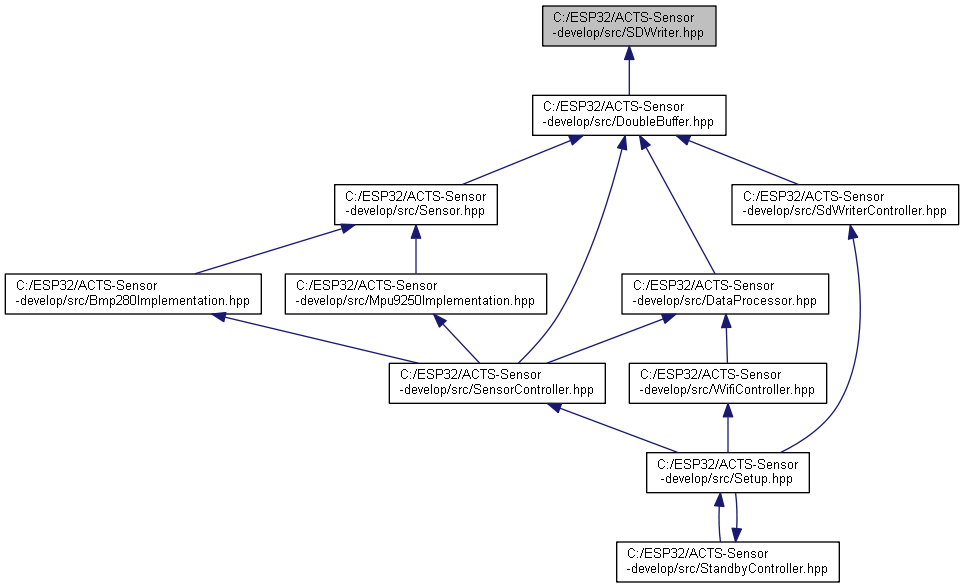 C:/ESP32/ACTS-Sensor
-develop/src/SDWriter.hpp
C:/ESP32/ACTS-Sensor
-develop/src/DoubleBuffer.hpp
C:/ESP32/ACTS-Sensor
-develop/src/Sensor.hpp
C:/ESP32/ACTS-Sensor
-develop/src/SdWriterController.hpp
C:/ESP32/ACTS-Sensor
-develop/src/Bmp280Implementation.hpp
C:/ESP32/ACTS-Sensor
-develop/src/Mpu9250Implementation.hpp
C:/ESP32/ACTS-Sensor
-develop/src/DataProcessor.hpp
C:/ESP32/ACTS-Sensor
-develop/src/SensorController.hpp
C:/ESP32/ACTS-Sensor
-develop/src/WifiController.hpp
C:/ESP32/ACTS-Sensor
-develop/src/Setup.hpp
C:/ESP32/ACTS-Sensor
-develop/src/StandbyController.hpp